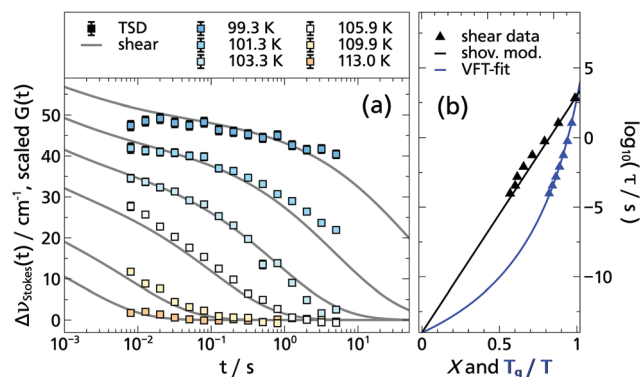 TSD
shear
99.3 K
101.3 K
103.3 K
105.9 K
109.9 K
113.0 K
shear data
shov. mod.
VFT-fit
(a)
(b)
Δν_Stokes(t) / cm⁻¹, scaled G(t)
50
40
30
20
10
0
10⁻³
10⁻²
10⁻¹
10⁰
10¹
t / s
5
0
−5
−10
log₁₀(τ / s)
0
0.5
1
X and T_g / T